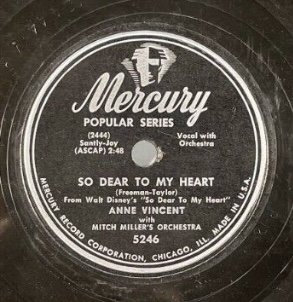 Mercury
POPULAR SERIES
(2444)
Santly-Joy
(ASCAP) 2:48
Vocal with
Orchestra
SO DEAR TO MY HEART
(Freeman-Taylor)
From Walt Disney's "So Dear To My Heart"
ANNE VINCENT
with
MITCH MILLER'S ORCHESTRA
5246
MERCURY RECORD CORPORATION, CHICAGO, ILL. MADE IN U.S.A.